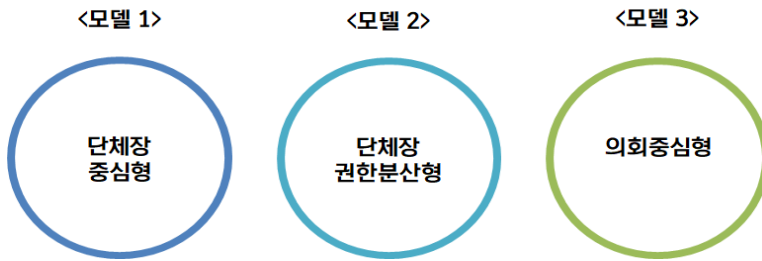 <모델 1>
<모델 2>
<모델 3>
단체장
중심형
단체장
권한분산형
의회중심형